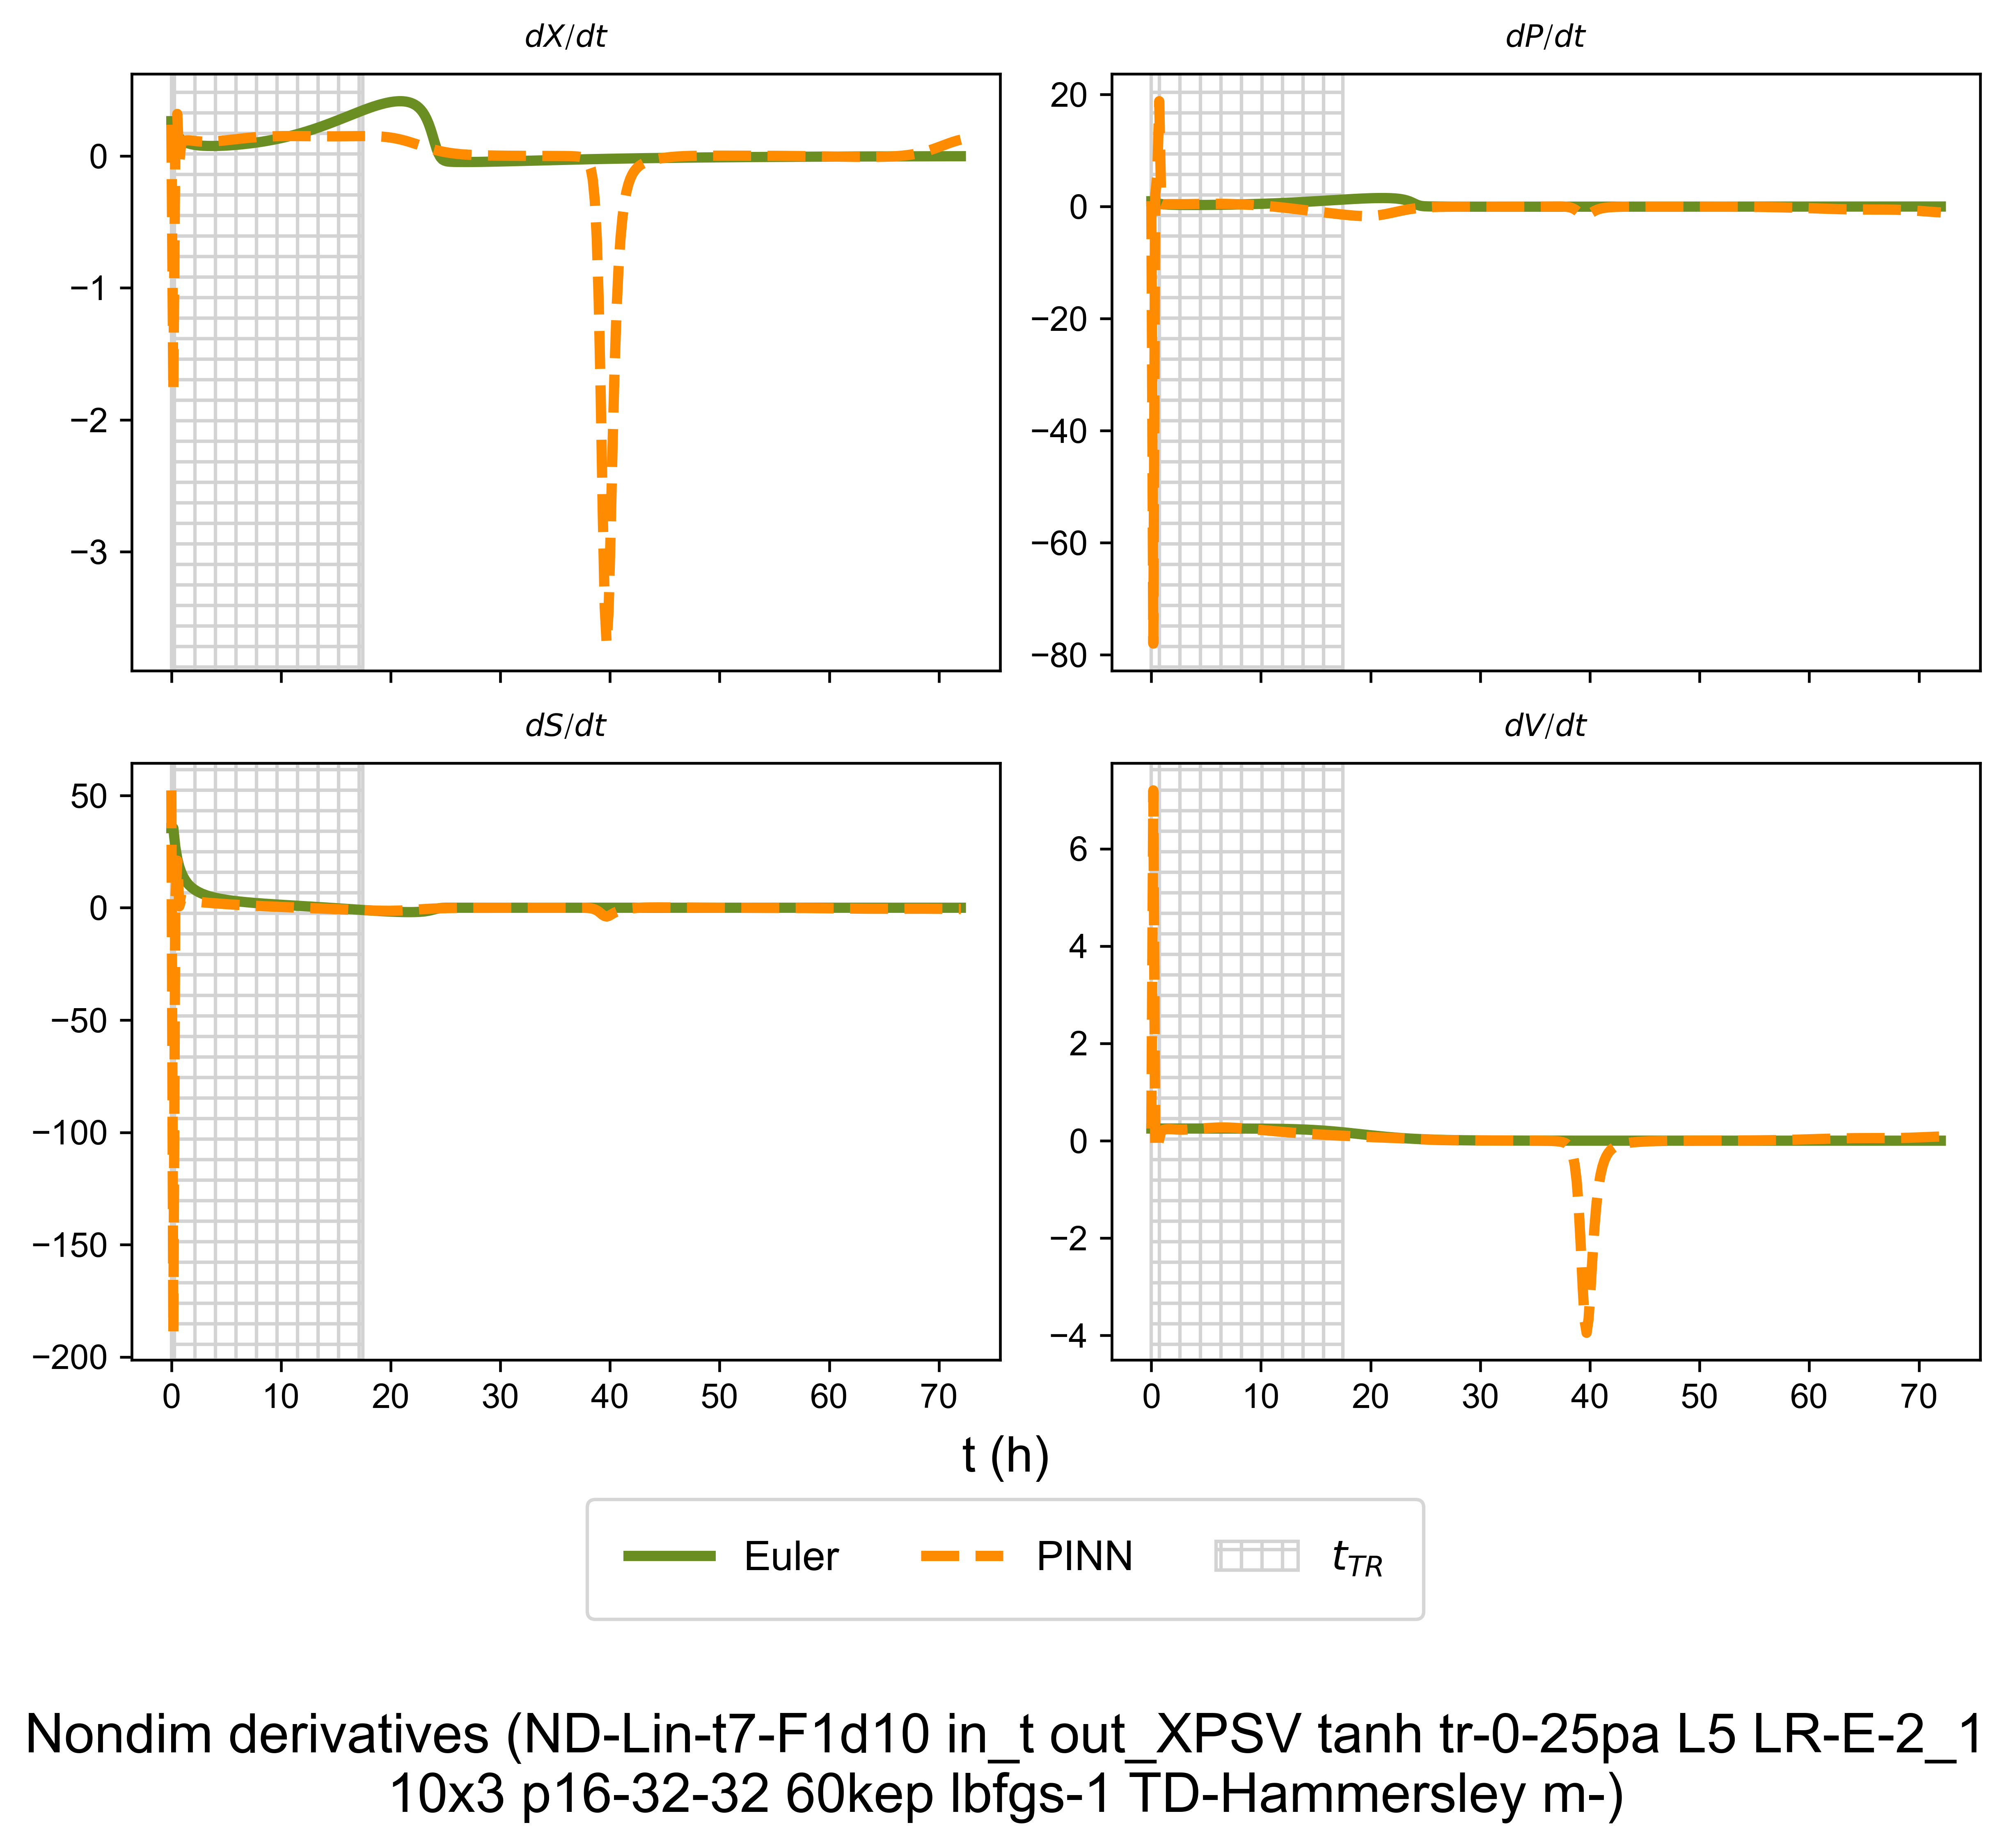 dX/dt
dP/dt
0
−1
−2
−3
20
0
−20
−40
−60
−80
dS/dt
dV/dt
50
0
−50
−100
−150
−200
6
4
2
0
−2
−4
0 10 20 30 40 50 60 70
0 10 20 30 40 50 60 70
t (h)
Euler PINN t_{TR}
Nondim derivatives (ND-Lin-t7-F1d10 in_t out_XPSV tanh tr-0-25pa L5 LR-E-2_1
10x3 p16-32-32 60kep lbfgs-1 TD-Hammersley m-)